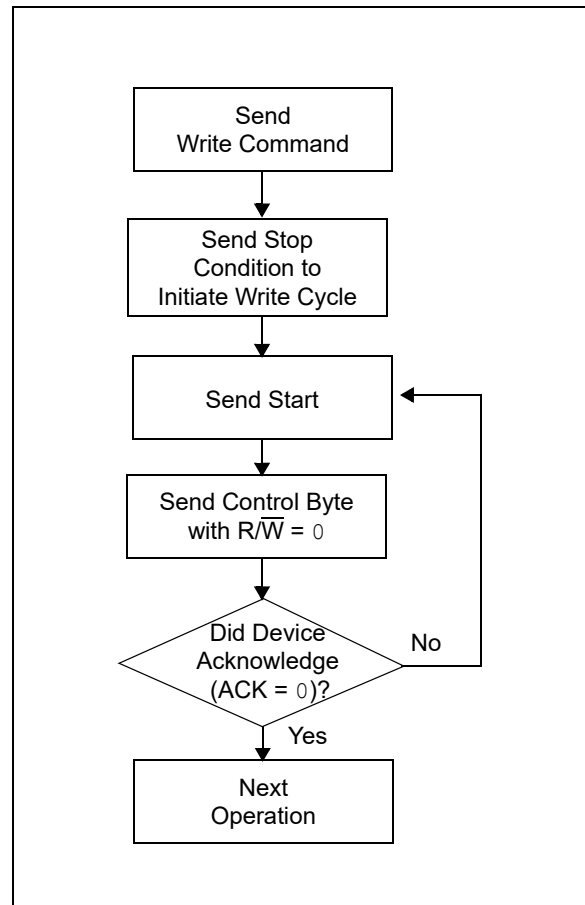 Send
Write Command
Send Stop
Condition to
Initiate Write Cycle
Send Start
Send Control Byte
with R/W̅ = 0
Did Device
Acknowledge
(ACK = 0)?
No
Yes
Next
Operation